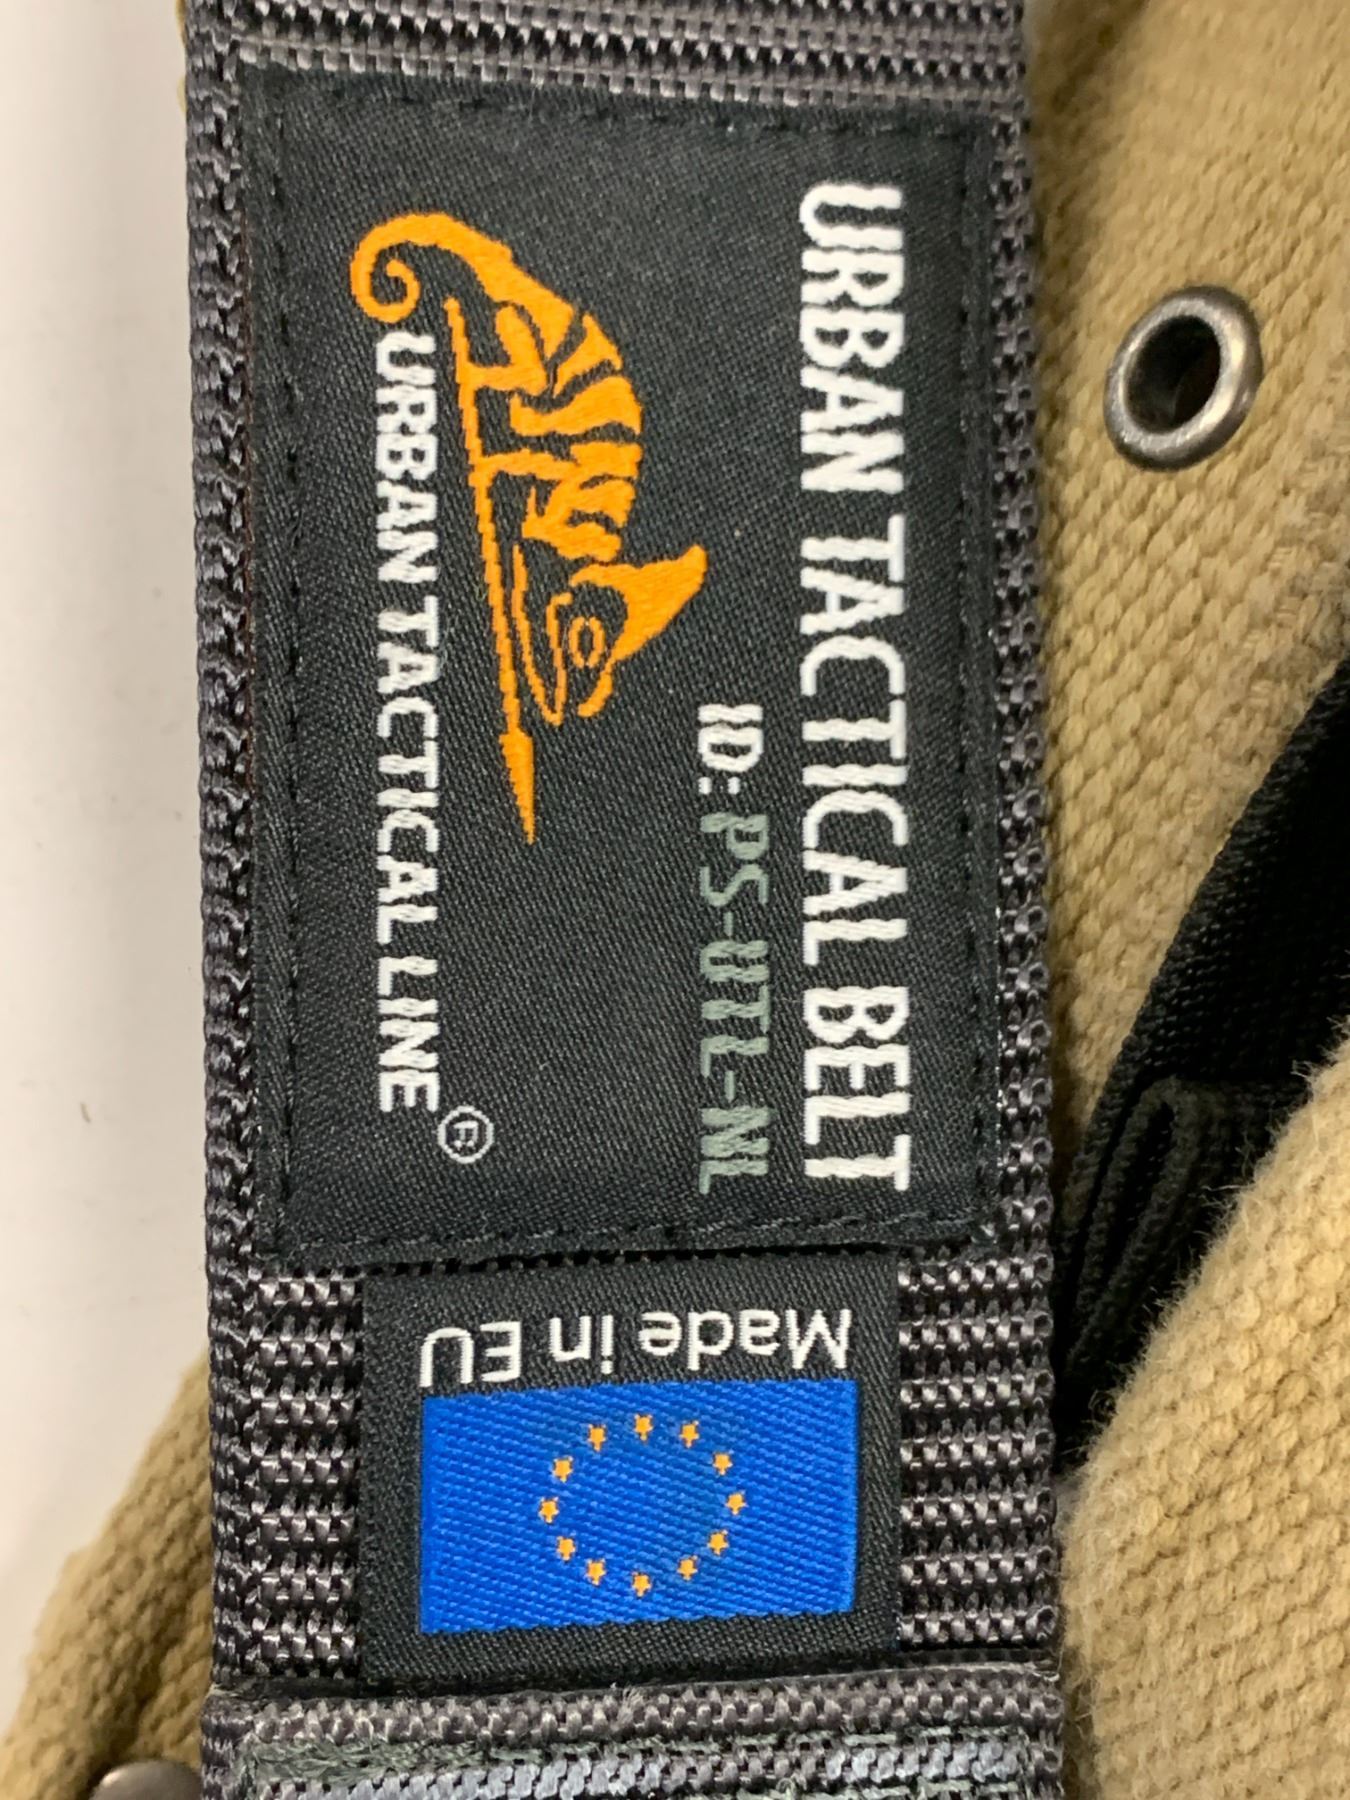 URBAN TACTICAL BELT
ID: PS-UTL-NL
URBAN TACTICAL LINE®
Made in EU